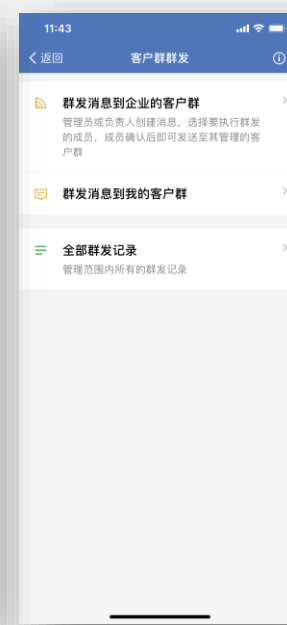 11:43
返回 客户群群发
群发消息到企业的客户群
管理员或负责人创建消息，选择要执行群发
的成员，成员确认后即可发送至其管理的客
户群
群发消息到我的客户群
全部群发记录
管理范围内所有的群发记录